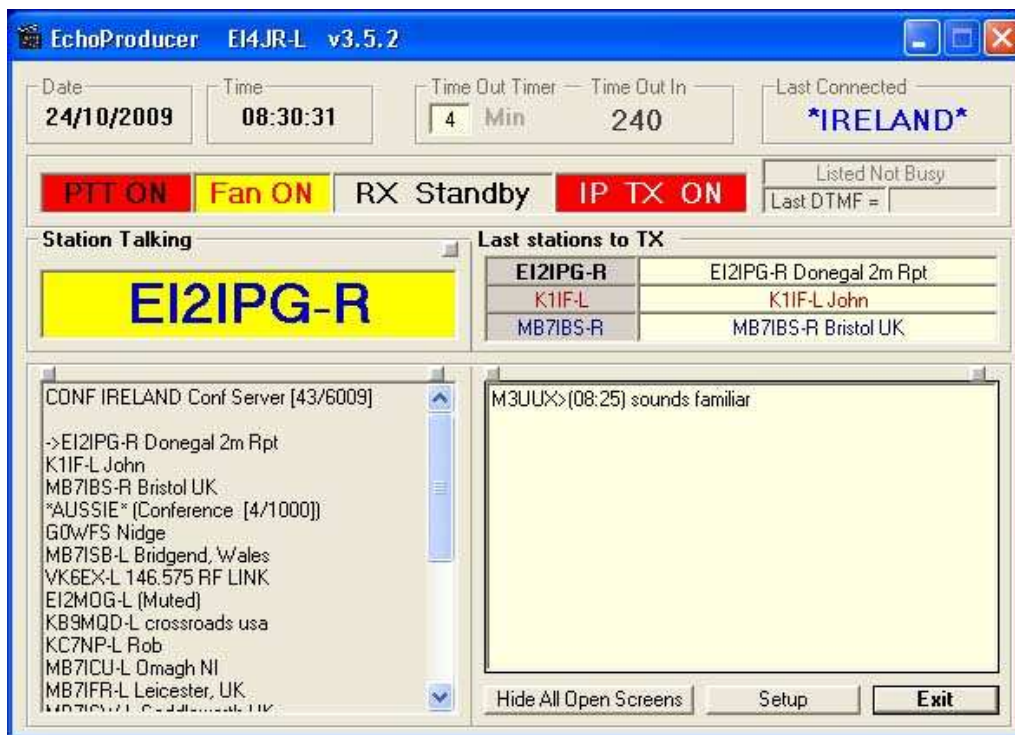 EchoProducer EI4JR-L v3.5.2
Date Time Time Out Timer Time Out In Last Connected
24/10/2009 08:30:31 4 Min 240 *IRELAND*
PTT ON Fan ON RX Standby IP TX ON
Listed Not Busy
Last DTMF =
Station Talking
EI2IPG-R
Last stations to TX
EI2IPG-R EI2IPG-R Donegal 2m Rpt
K1IF-L K1IF-L John
MB7IBS-R MB7IBS-R Bristol UK
CONF IRELAND Conf Server [43/6009]
->EI2IPG-R Donegal 2m Rpt
K1IF-L John
MB7IBS-R Bristol UK
*AUSSIE* (Conference [4/1000])
G0WFS Nidge
MB7ISB-L Bridgend, Wales
VK6EX-L 146.575 RF LINK
EI2MOG-L (Muted)
KB9MQD-L crossroads usa
KC7NP-L Rob
MB7ICU-L Omagh NI
MB7IFR-L Leicester, UK
M3UUX>(08:25) sounds familiar
Hide All Open Screens Setup Exit